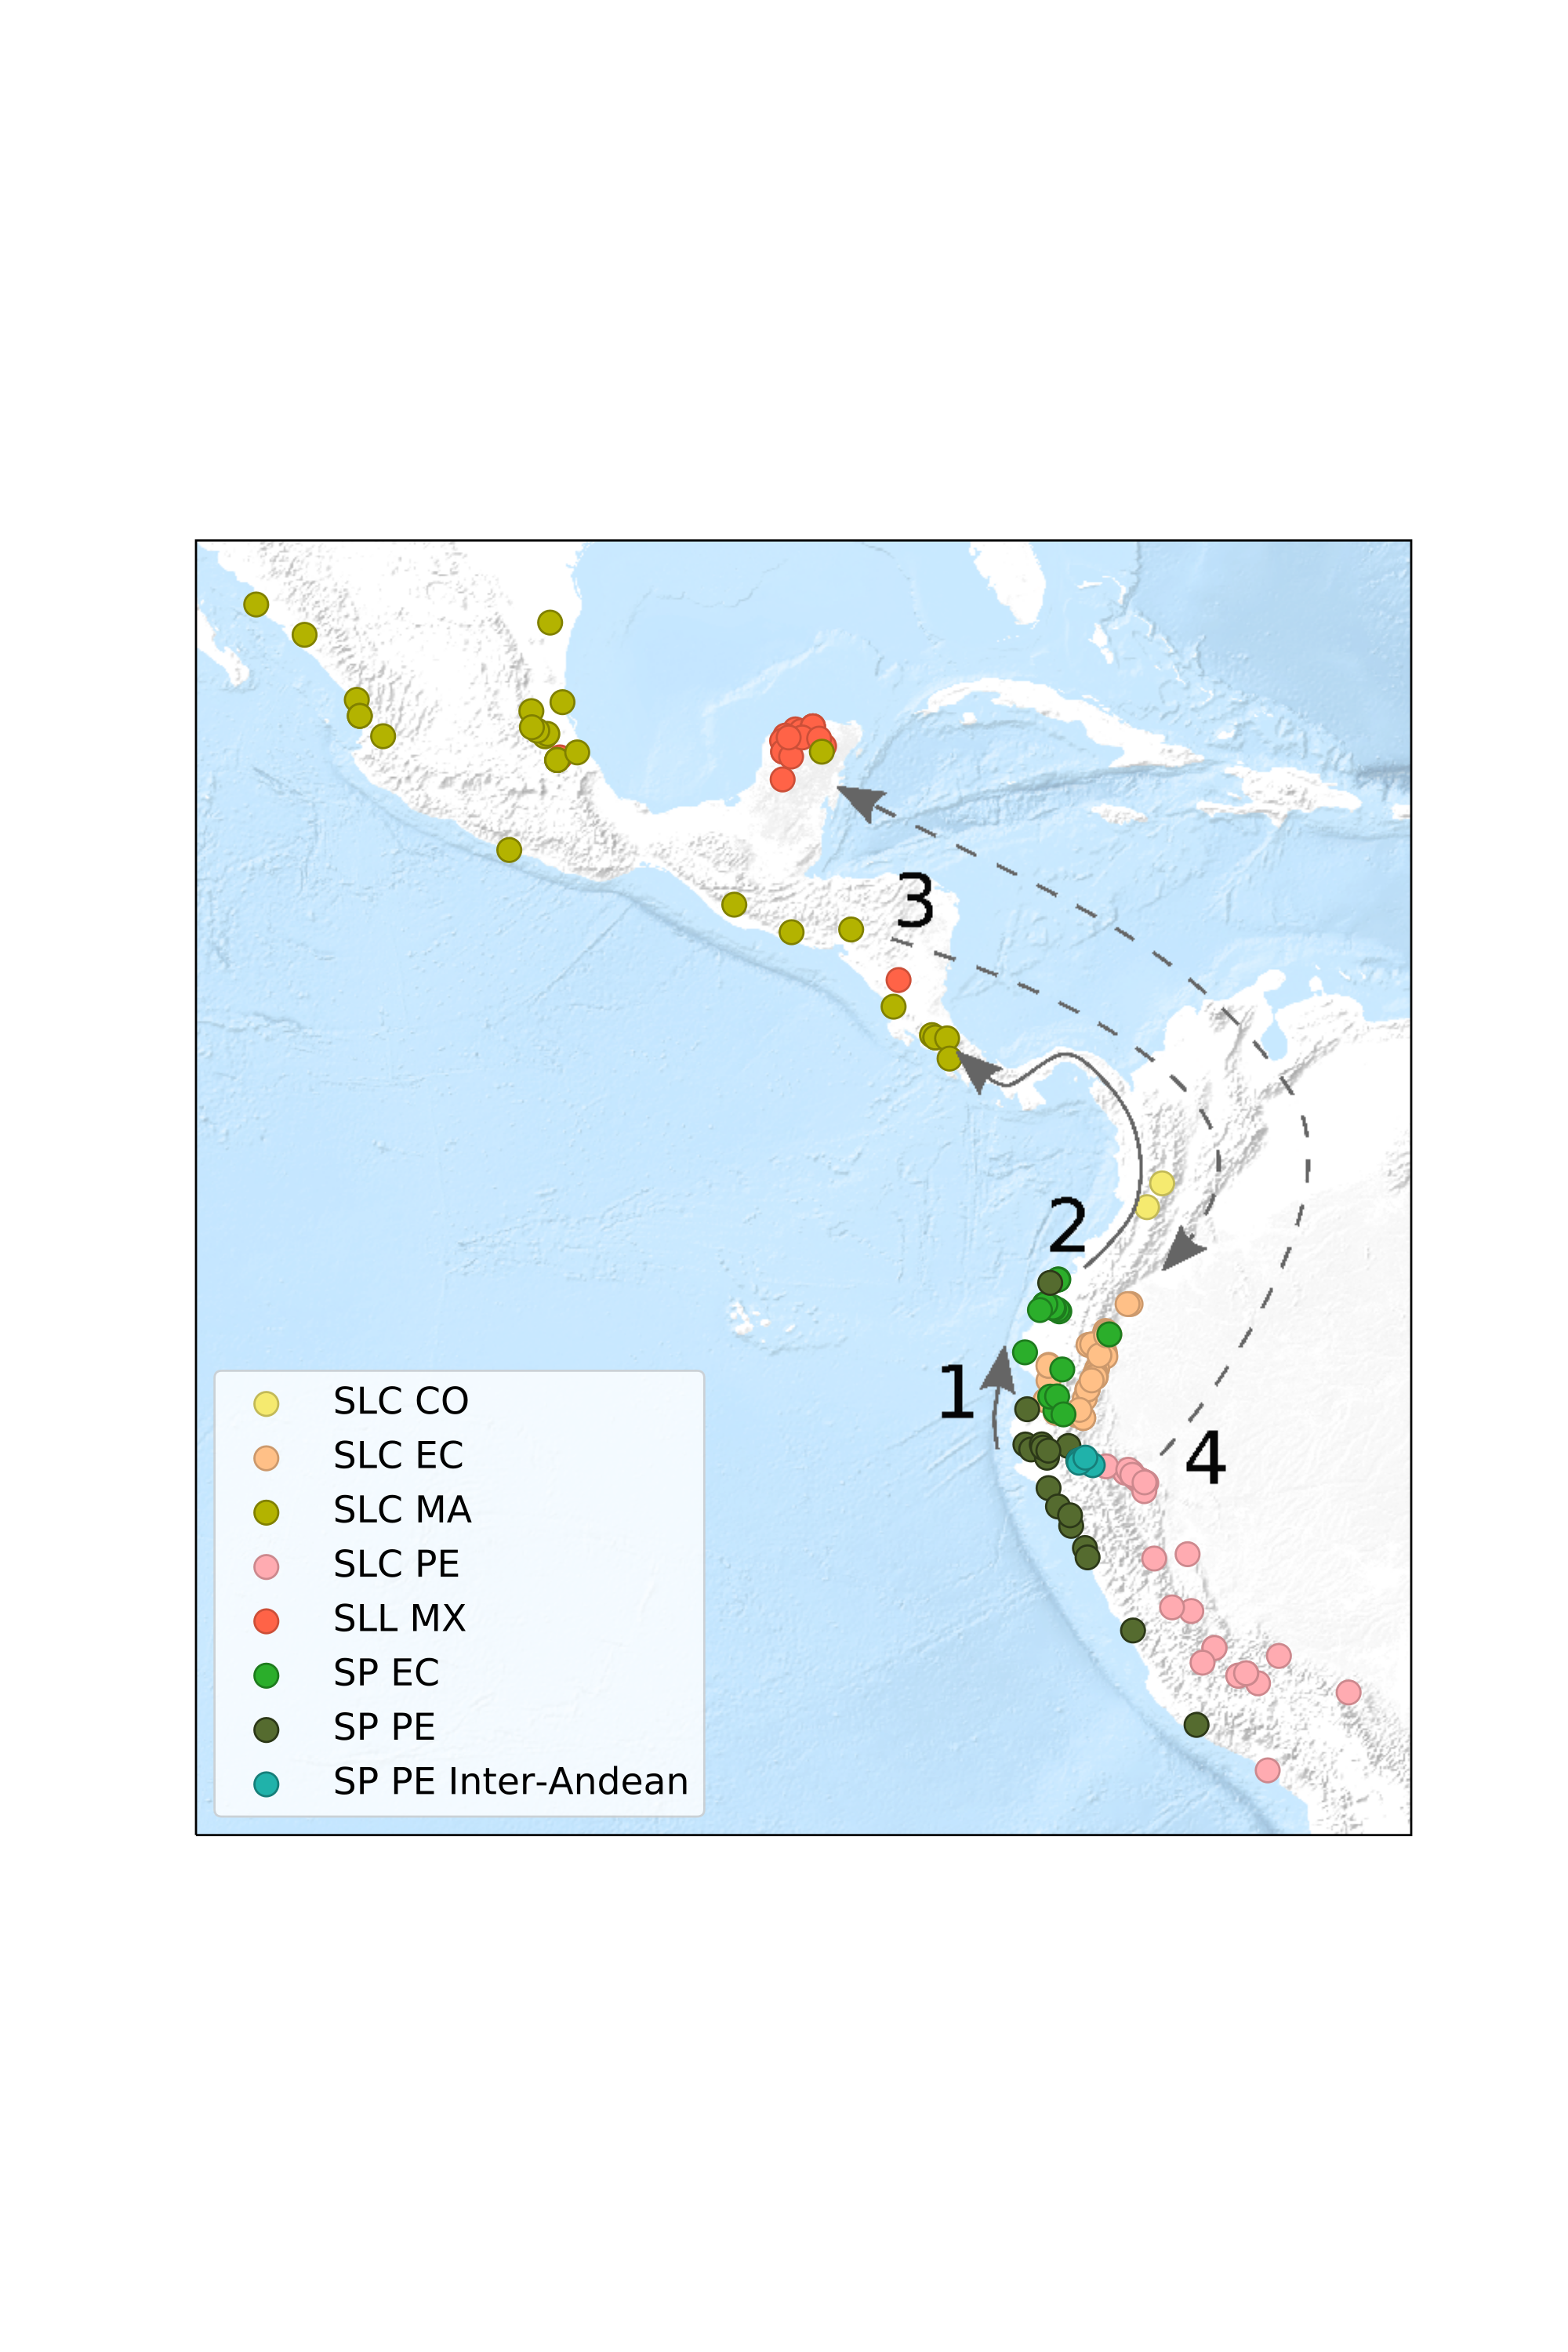 3
2
1
4
SLC CO
SLC EC
SLC MA
SLC PE
SLL MX
SP EC
SP PE
SP PE Inter-Andean